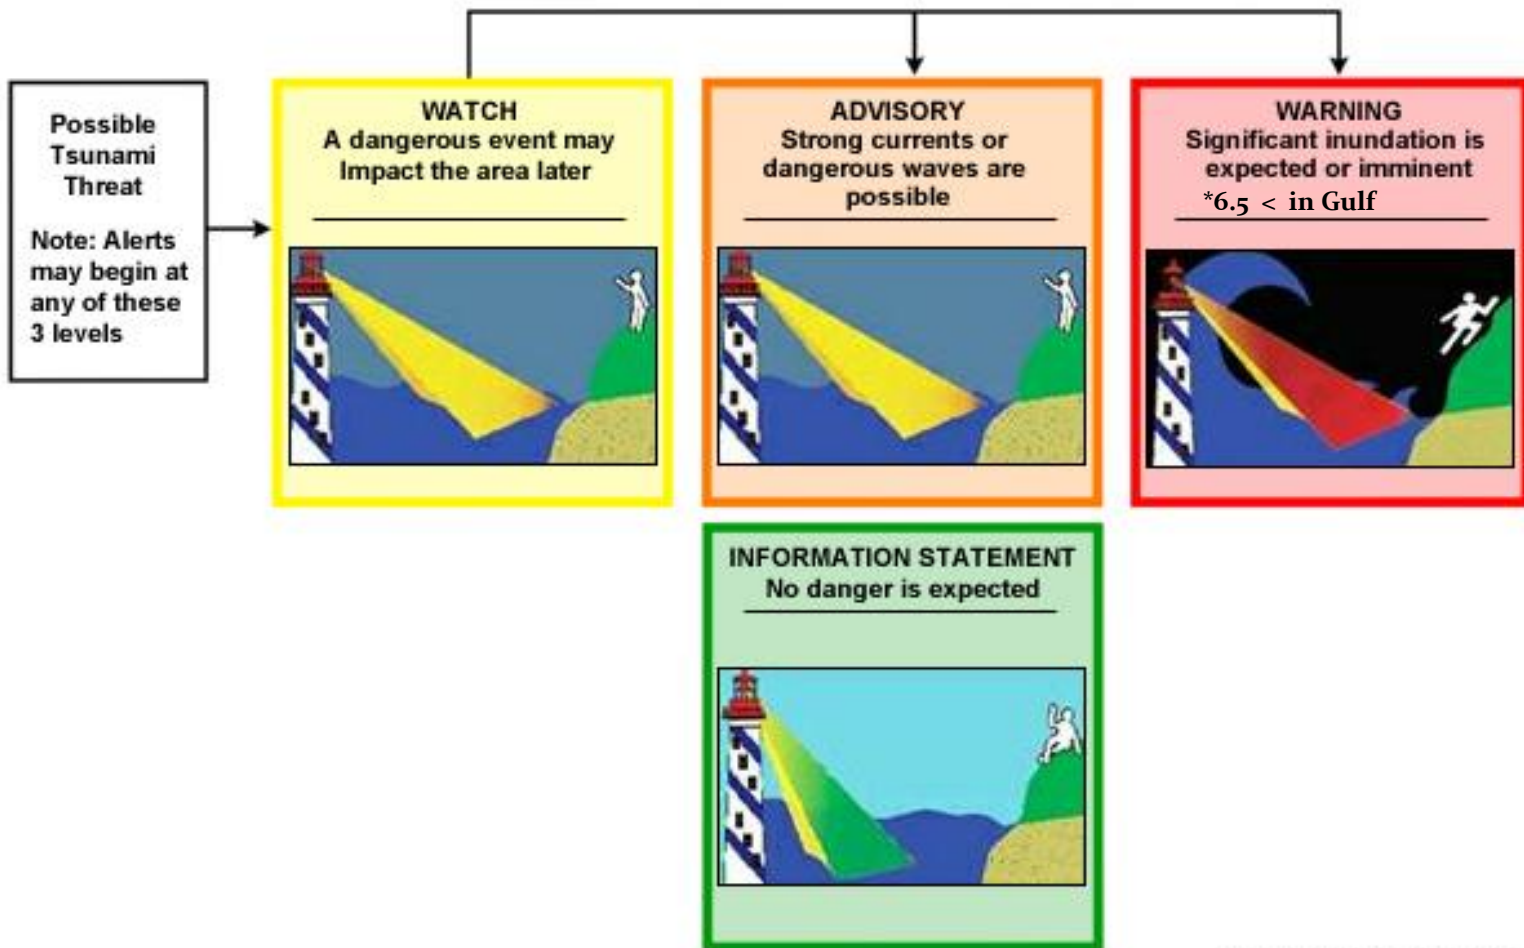 Possible
Tsunami
Threat
Note: Alerts
may begin at
any of these
3 levels
WATCH
A dangerous event may
Impact the area later
ADVISORY
Strong currents or
dangerous waves are
possible
WARNING
Significant inundation is
expected or imminent
*6.5 < in Gulf
INFORMATION STATEMENT
No danger is expected